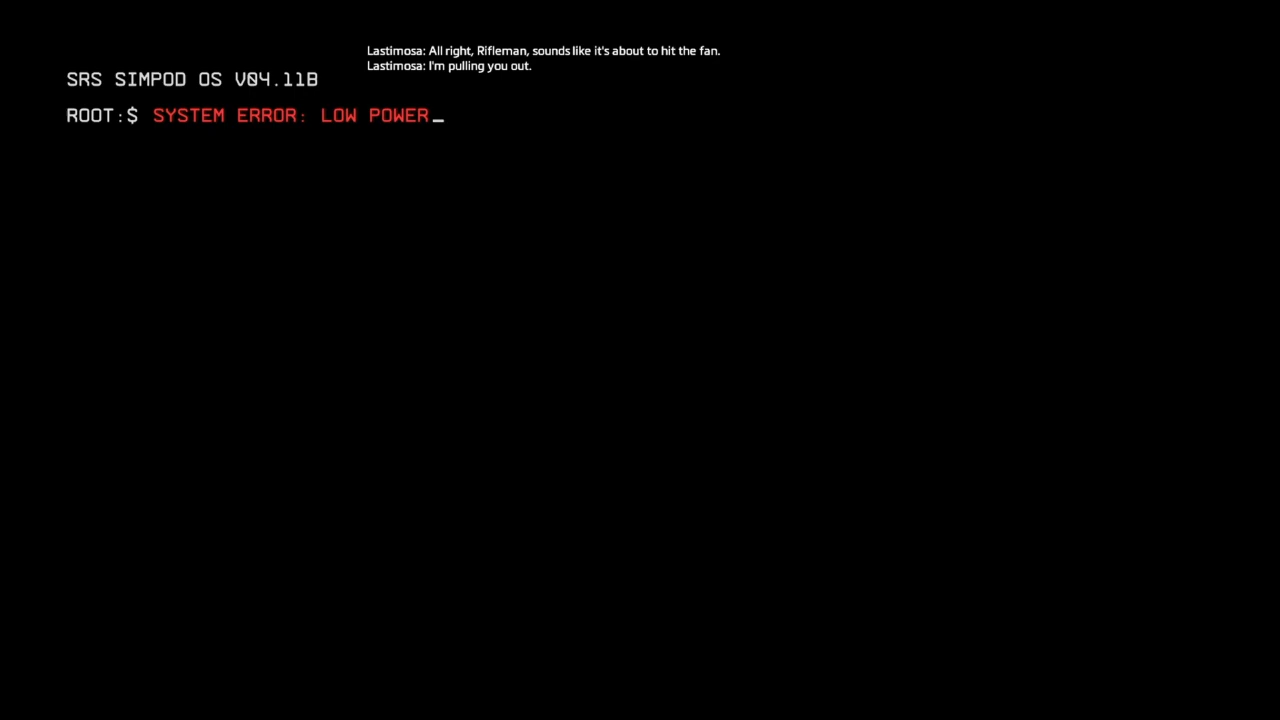 Lastimosa: All right, Rifleman, sounds like it's about to hit the fan.
Lastimosa: I'm pulling you out.
SRS SIMPOD OS V04.11B
ROOT:$ SYSTEM ERROR: LOW POWER_